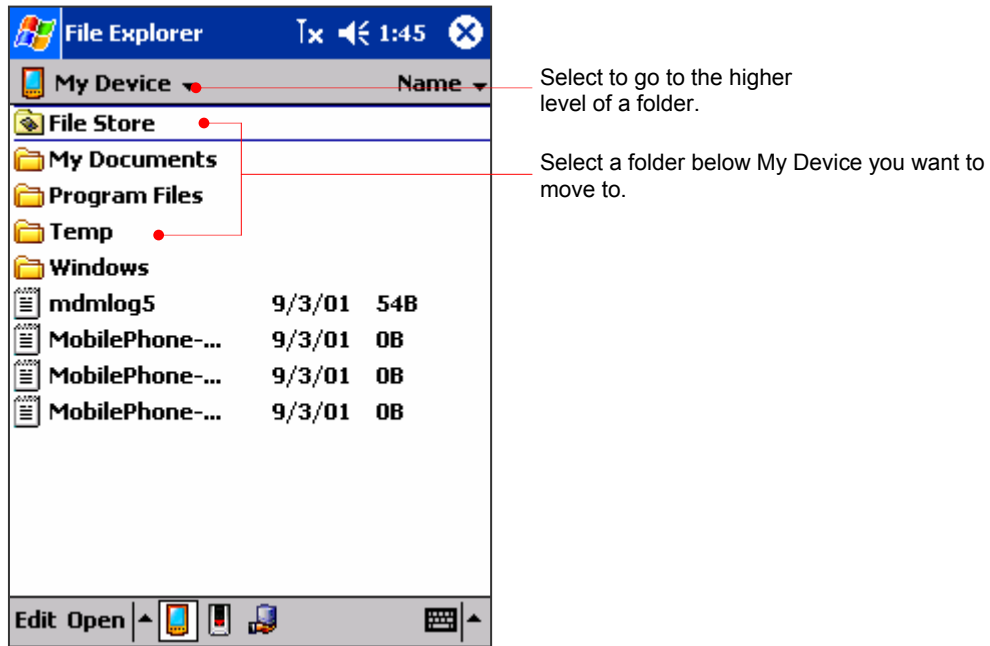 File Explorer 1:45
My Device Name
File Store
My Documents
Program Files
Temp
Windows
mdmlog5 9/3/01 54B
MobilePhone-... 9/3/01 0B
MobilePhone-... 9/3/01 0B
MobilePhone-... 9/3/01 0B
Edit Open
Select to go to the higher
level of a folder.
Select a folder below My Device you want to
move to.